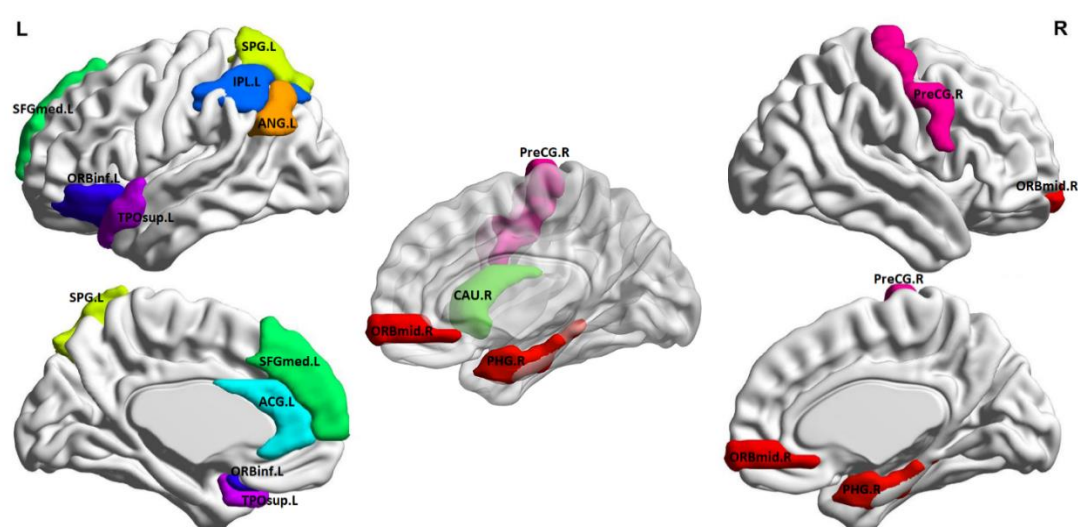 L
SPG.L
IPL.L
SFGmed.L
ANG.L
ORBinf.L
TPOsup.L
SPG.L
SFGmed.L
ACG.L
ORBinf.L
TPOsup.L
PreCG.R
CAU.R
ORBmid.R
PHG.R
R
PreCG.R
ORBmid.R
PreCG.R
ORBmid.R
PHG.R